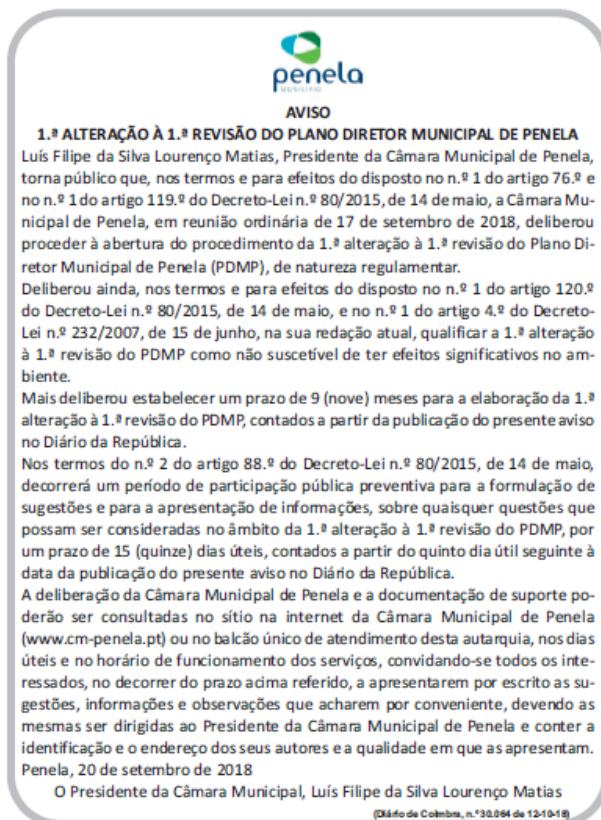 penela
MUNICÍPIO
AVISO
1.ª ALTERAÇÃO À 1.ª REVISÃO DO PLANO DIRETOR MUNICIPAL DE PENELA
Luís Filipe da Silva Lourenço Matias, Presidente da Câmara Municipal de Penela,
torna público que, nos termos e para efeitos do disposto no n.º 1 do artigo 76.º e
no n.º 1 do artigo 119.º do Decreto-Lei n.º 80/2015, de 14 de maio, a Câmara Mu-
nicipal de Penela, em reunião ordinária de 17 de setembro de 2018, deliberou
proceder à abertura do procedimento da 1.ª alteração à 1.ª revisão do Plano Di-
retor Municipal de Penela (PDMP), de natureza regulamentar.
Deliberou ainda, nos termos e para efeitos do disposto no n.º 1 do artigo 120.º
do Decreto-Lei n.º 80/2015, de 14 de maio, e no n.º 1 do artigo 4.º do Decreto-
Lei n.º 232/2007, de 15 de junho, na sua redação atual, qualificar a 1.ª alteração
à 1.ª revisão do PDMP como não suscetível de ter efeitos significativos no am-
biente.
Mais deliberou estabelecer um prazo de 9 (nove) meses para a elaboração da 1.ª
alteração à 1.ª revisão do PDMP, contados a partir da publicação do presente aviso
no Diário da República.
Nos termos do n.º 2 do artigo 88.º do Decreto-Lei n.º 80/2015, de 14 de maio,
decorrerá um período de participação pública preventiva para a formulação de
sugestões e para a apresentação de informações, sobre quaisquer questões que
possam ser consideradas no âmbito da 1.ª alteração à 1.ª revisão do PDMP, por
um prazo de 15 (quinze) dias úteis, contados a partir do quinto dia útil seguinte à
data da publicação do presente aviso no Diário da República.
A deliberação da Câmara Municipal de Penela e a documentação de suporte po-
derão ser consultadas no sítio na internet da Câmara Municipal de Penela
(www.cm-penela.pt) ou no balcão único de atendimento desta autarquia, nos dias
úteis e no horário de funcionamento dos serviços, convidando-se todos os inte-
ressados, no decorrer do prazo acima referido, a apresentarem por escrito as su-
gestões, informações e observações que acharem por conveniente, devendo as
mesmas ser dirigidas ao Presidente da Câmara Municipal de Penela e conter a
identificação e o endereço dos seus autores e a qualidade em que as apresentam.
Penela, 20 de setembro de 2018
O Presidente da Câmara Municipal, Luís Filipe da Silva Lourenço Matias
(Diário de Coimbra, n.º 30.064 de 12-10-18)